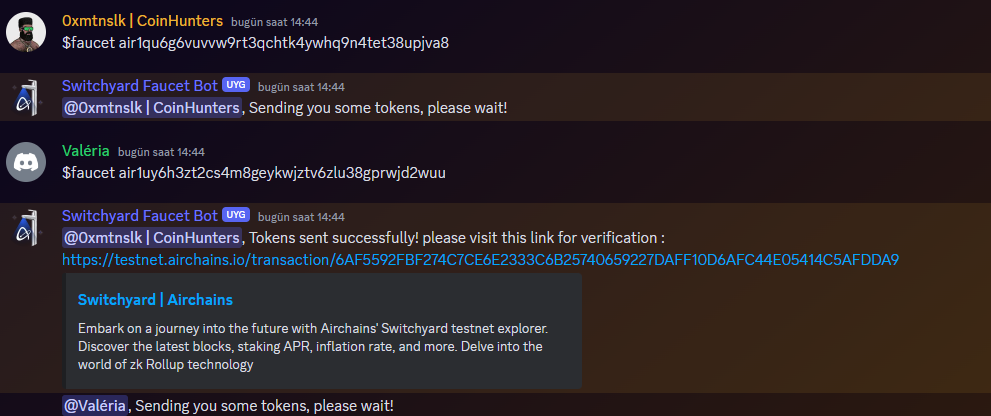 0xmtnslk | CoinHunters bugün saat 14:44
$faucet air1qu6g6vuvvw9rt3qchtk4ywhq9n4tet38upjva8
Switchyard Faucet Bot UYG bugün saat 14:44
@0xmtnslk | CoinHunters, Sending you some tokens, please wait!
Valéria bugün saat 14:44
$faucet air1uy6h3zt2cs4m8geykwjztv6zlu38gprwjd2wuu
Switchyard Faucet Bot UYG bugün saat 14:44
@0xmtnslk | CoinHunters, Tokens sent successfully! please visit this link for verification :
https://testnet.airchains.io/transaction/6AF5592FBF274C7CE6E2333C6B25740659227DAFF10D6AFC44E05414C5AFDDA9
Switchyard | Airchains
Embark on a journey into the future with Airchains' Switchyard testnet explorer.
Discover the latest blocks, staking APR, inflation rate, and more. Delve into the
world of zk Rollup technology
@Valéria, Sending you some tokens, please wait!